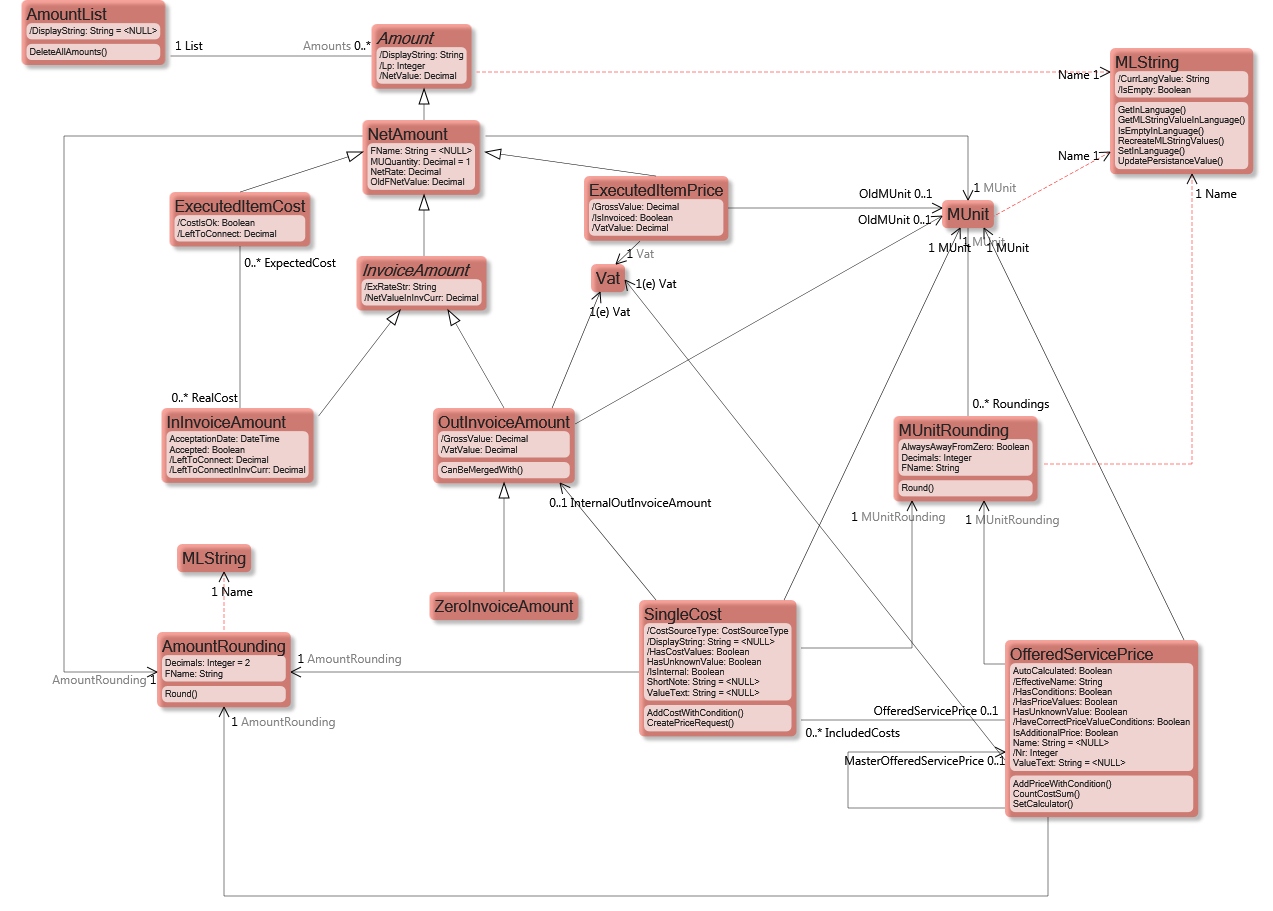 AmountList
/DisplayString: String = <NULL>
DeleteAllAmounts()
1 List
Amounts 0..*
Amount
/DisplayString: String
/Lp: Integer
/NetValue: Decimal
Name 1
MLString
/CurrLangValue: String
/IsEmpty: Boolean
GetInLanguage()
GetMLStringValueInLanguage()
IsEmptyInLanguage()
RecreateMLStringValues()
SetInLanguage()
UpdatePersistanceValue()
Name 1
1 Name
NetAmount
FName: String = <NULL>
MUQuantity: Decimal = 1
NetRate: Decimal
OldFNetValue: Decimal
ExecutedItemCost
/CostIsOk: Boolean
/LeftToConnect: Decimal
0..* ExpectedCost
ExecutedItemPrice
/GrossValue: Decimal
/IsInvoiced: Boolean
/VatValue: Decimal
OldMUnit 0..1
OldMUnit 0..1
1 MUnit
MUnit
1 MUnit
1 MUnit
1 MUnit
1 Vat
Vat
1(e) Vat
1(e) Vat
InvoiceAmount
/ExRateStr: String
/NetValueInInvCurr: Decimal
0..* RealCost
InInvoiceAmount
AcceptationDate: DateTime
Accepted: Boolean
/LeftToConnect: Decimal
/LeftToConnectInInvCurr: Decimal
OutInvoiceAmount
/GrossValue: Decimal
/VatValue: Decimal
CanBeMergedWith()
0..1 InternalOutInvoiceAmount
0..* Roundings
MUnitRounding
AlwaysAwayFromZero: Boolean
Decimals: Integer
FName: String
Round()
1 MUnitRounding
1 MUnitRounding
MLString
1 Name
ZeroInvoiceAmount
AmountRounding
Decimals: Integer = 2
FName: String
Round()
AmountRounding 1
1 AmountRounding
1 AmountRounding
SingleCost
/CostSourceType: CostSourceType
/DisplayString: String = <NULL>
/HasCostValues: Boolean
HasUnknownValue: Boolean
/IsInternal: Boolean
ShortNote: String = <NULL>
ValueText: String = <NULL>
AddCostWithCondition()
CreatePriceRequest()
OfferedServicePrice 0..1
0..* IncludedCosts
MasterOfferedServicePrice 0..1
OfferedServicePrice
AutoCalculated: Boolean
/EffectiveName: String
/HasConditions: Boolean
/HasPriceValues: Boolean
HasUnknownValue: Boolean
/HaveCorrectPriceValueConditions: Boolean
IsAdditionalPrice: Boolean
Name: String = <NULL>
/Nr: Integer
ValueText: String = <NULL>
AddPriceWithCondition()
CountCostSum()
SetCalculator()